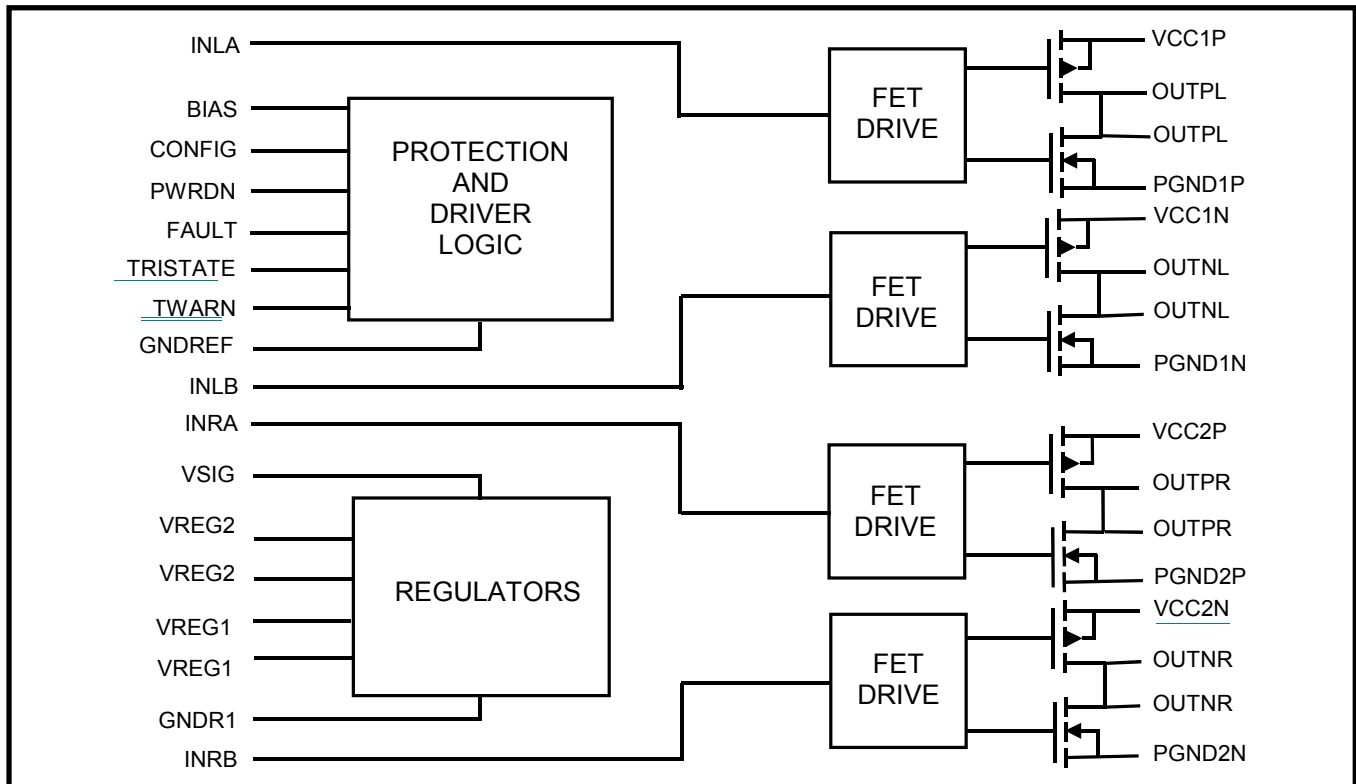 INLA
BIAS
CONFIG
PWRDN
FAULT
TRISTATE
TWARN
GNDREF
INLB
INRA
VSIG
VREG2
VREG2
VREG1
VREG1
GNDR1
INRB
PROTECTION
AND
DRIVER
LOGIC
REGULATORS
FET
DRIVE
FET
DRIVE
FET
DRIVE
FET
DRIVE
VCC1P
OUTPL
OUTPL
PGND1P
VCC1N
OUTNL
OUTNL
PGND1N
VCC2P
OUTPR
OUTPR
PGND2P
VCC2N
OUTNR
OUTNR
PGND2N